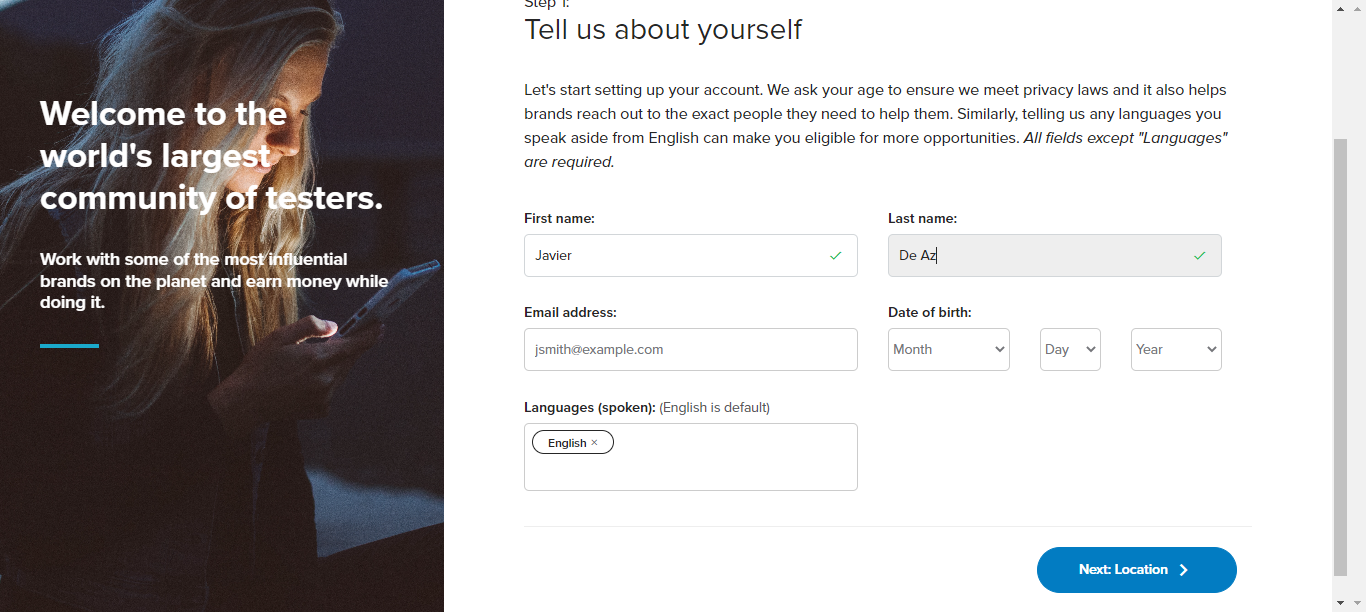 Welcome to the
world's largest
community of testers.
Work with some of the most influential
brands on the planet and earn money while
doing it.
Step 1:
Tell us about yourself
Let's start setting up your account. We ask your age to ensure we meet privacy laws and it also helps
brands reach out to the exact people they need to help them. Similarly, telling us any languages you
speak aside from English can make you eligible for more opportunities. All fields except "Languages"
are required.
First name:
Last name:
Javier
De Az
Email address:
Date of birth:
jsmith@example.com
Month
Day
Year
Languages (spoken): (English is default)
English ×
Next: Location